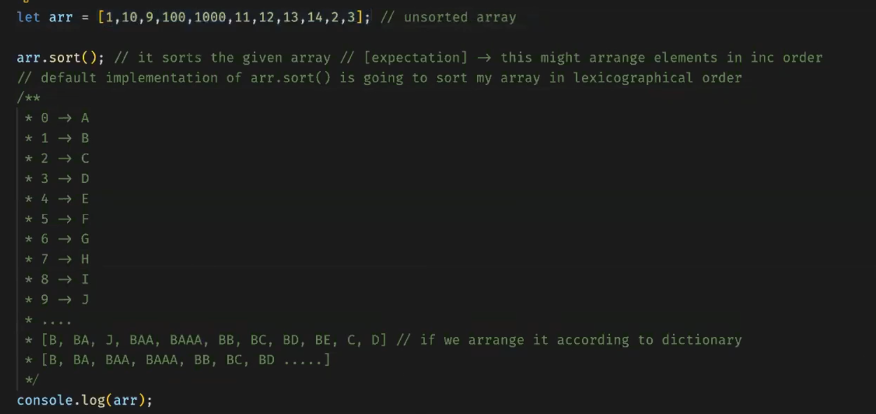 let arr = [1,10,9,100,1000,11,12,13,14,2,3]; // unsorted array
arr.sort(); // it sorts the given array // [expectation] -> this might arrange elements in inc order
// default implementation of arr.sort() is going to sort my array in lexicographical order
/**
* 0 -> A
* 1 -> B
* 2 -> C
* 3 -> D
* 4 -> E
* 5 -> F
* 6 -> G
* 7 -> H
* 8 -> I
* 9 -> J
* ....
* [B, BA, J, BAA, BAAA, BB, BC, BD, BE, C, D] // if we arrange it according to dictionary
* [B, BA, BAA, BAAA, BB, BC, BD .....]
*/
console.log(arr);